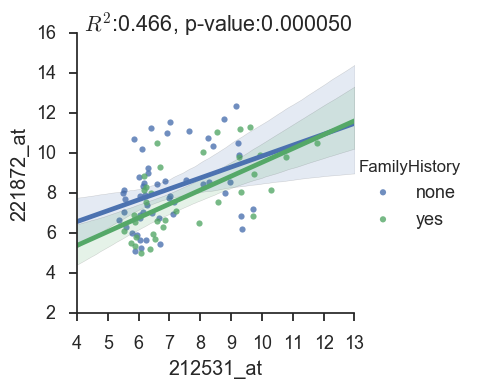 R²:0.466, p-value:0.000050
16
14
12
10
8
6
4
2
221872_at
4 5 6 7 8 9 10 11 12 13
212531_at
FamilyHistory
none
yes